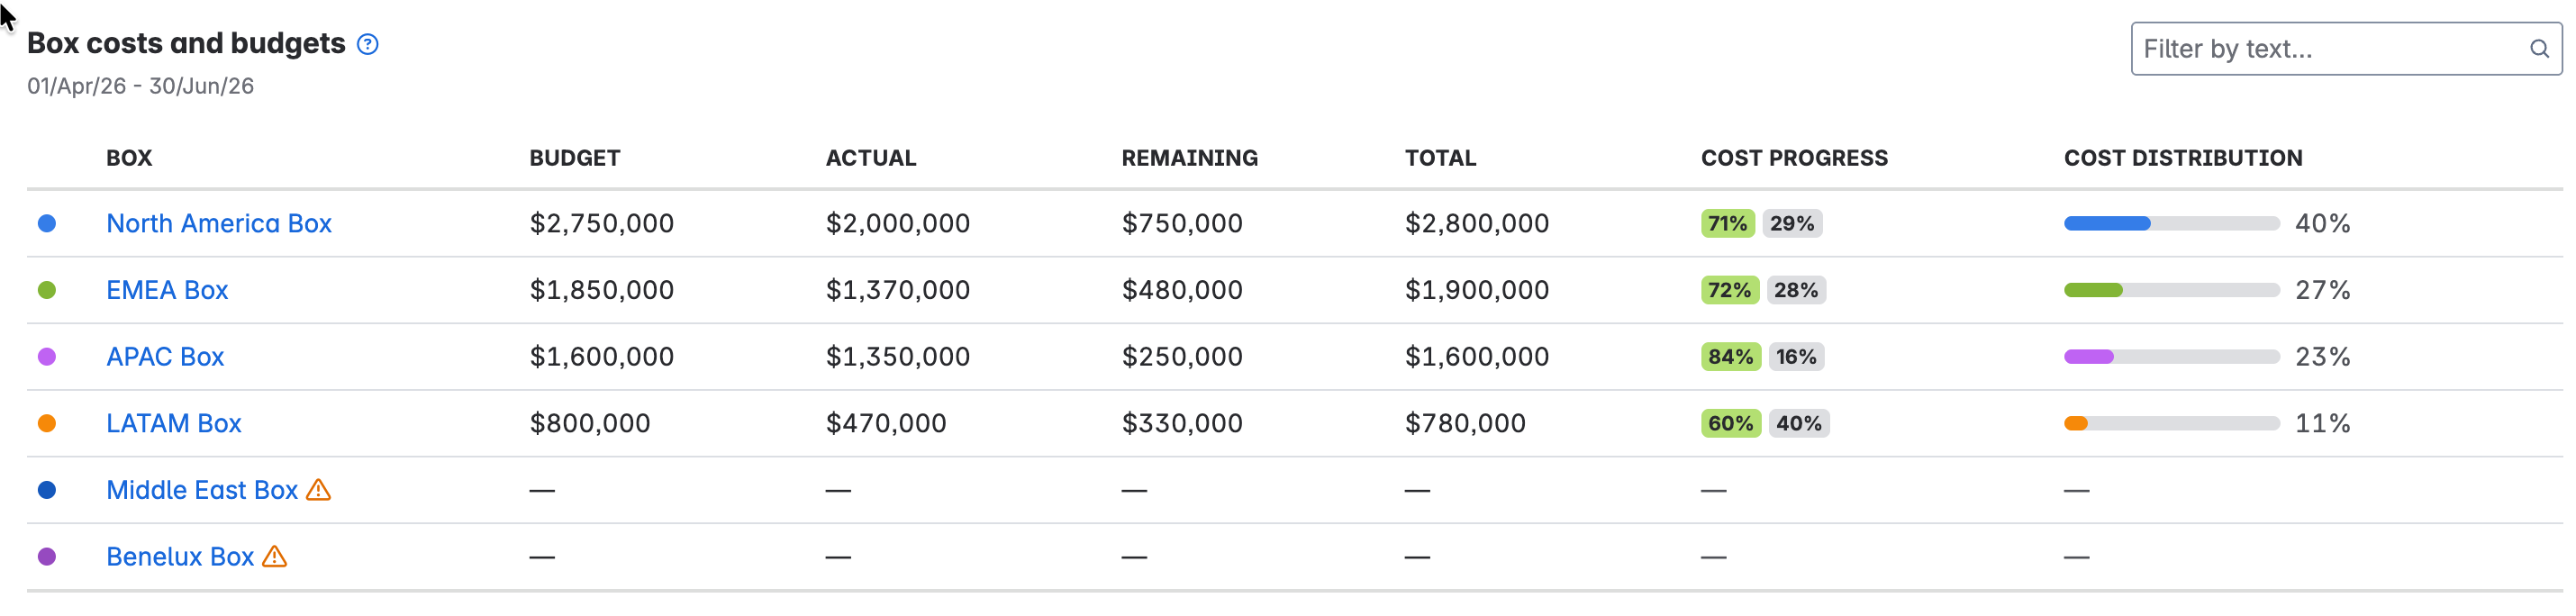 Box costs and budgets
01/Apr/26 - 30/Jun/26
Filter by text...
BOX BUDGET ACTUAL REMAINING TOTAL COST PROGRESS COST DISTRIBUTION
North America Box $2,750,000 $2,000,000 $750,000 $2,800,000 71% 29% 40%
EMEA Box $1,850,000 $1,370,000 $480,000 $1,900,000 72% 28% 27%
APAC Box $1,600,000 $1,350,000 $250,000 $1,600,000 84% 16% 23%
LATAM Box $800,000 $470,000 $330,000 $780,000 60% 40% 11%
Middle East Box — — — — — —
Benelux Box — — — — — —